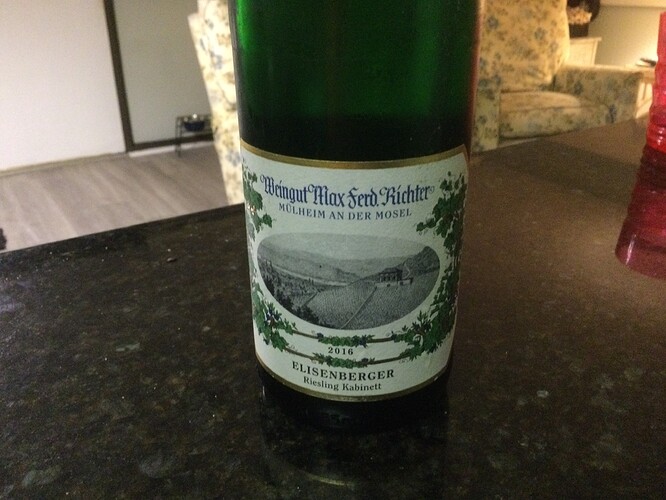 Weingut Max Ferd. Richter
MÜLHEIM AN DER MOSEL
2016
ELISENBERGER
Riesling Kabinett